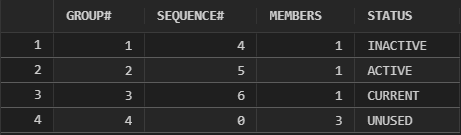 GROUP# SEQUENCE# MEMBERS STATUS
1 1 4 1 INACTIVE
2 2 5 1 ACTIVE
3 3 6 1 CURRENT
4 4 0 3 UNUSED